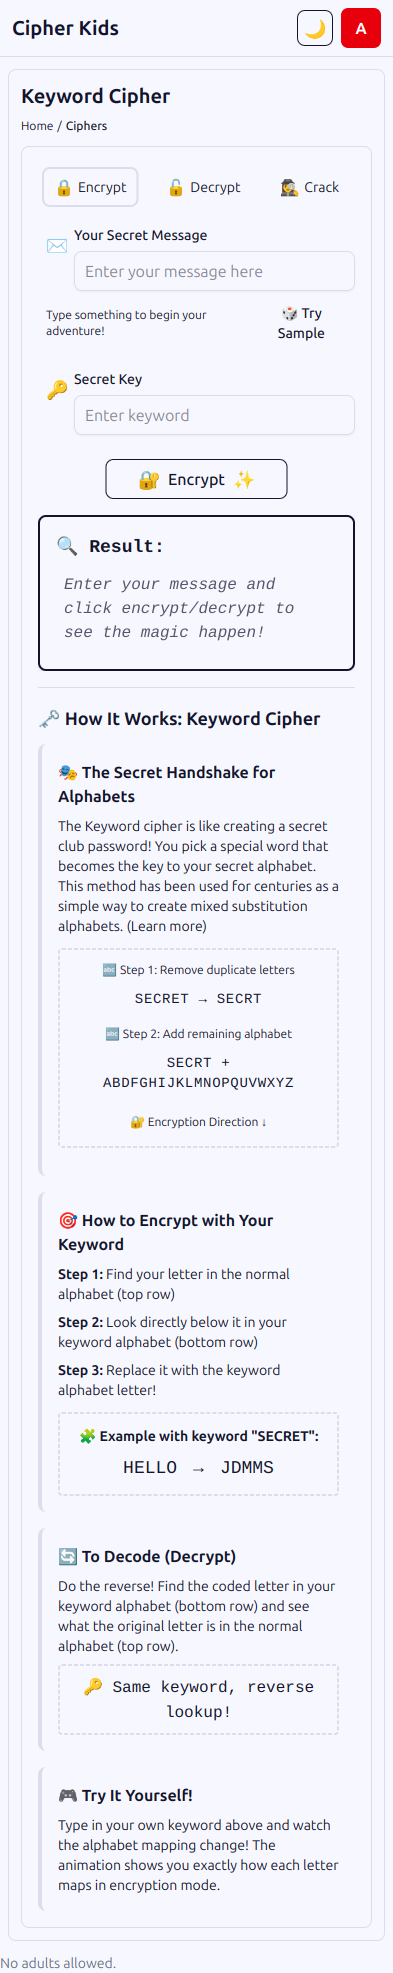 Cipher Kids
A
Keyword Cipher
Home / Ciphers
Encrypt
Decrypt
Crack
Your Secret Message
Enter your message here
Type something to begin your
adventure!
Try
Sample
Secret Key
Enter keyword
Encrypt
Result:
Enter your message and
click encrypt/decrypt to
see the magic happen!
How It Works: Keyword Cipher
The Secret Handshake for
Alphabets
The Keyword cipher is like creating a secret
club password! You pick a special word that
becomes the key to your secret alphabet.
This method has been used for centuries as a
simple way to create mixed substitution
alphabets. (Learn more)
Step 1: Remove duplicate letters
SECRET → SECRT
Step 2: Add remaining alphabet
SECRT +
ABDFGHIJKLMNOPQUVWXYZ
Encryption Direction ↓
How to Encrypt with Your
Keyword
Step 1: Find your letter in the normal
alphabet (top row)
Step 2: Look directly below it in your
keyword alphabet (bottom row)
Step 3: Replace it with the keyword
alphabet letter!
Example with keyword "SECRET":
HELLO → JDMMS
To Decode (Decrypt)
Do the reverse! Find the coded letter in your
keyword alphabet (bottom row) and see
what the original letter is in the normal
alphabet (top row).
Same keyword, reverse
lookup!
Try It Yourself!
Type in your own keyword above and watch
the alphabet mapping change! The
animation shows you exactly how each letter
maps in encryption mode.
No adults allowed.